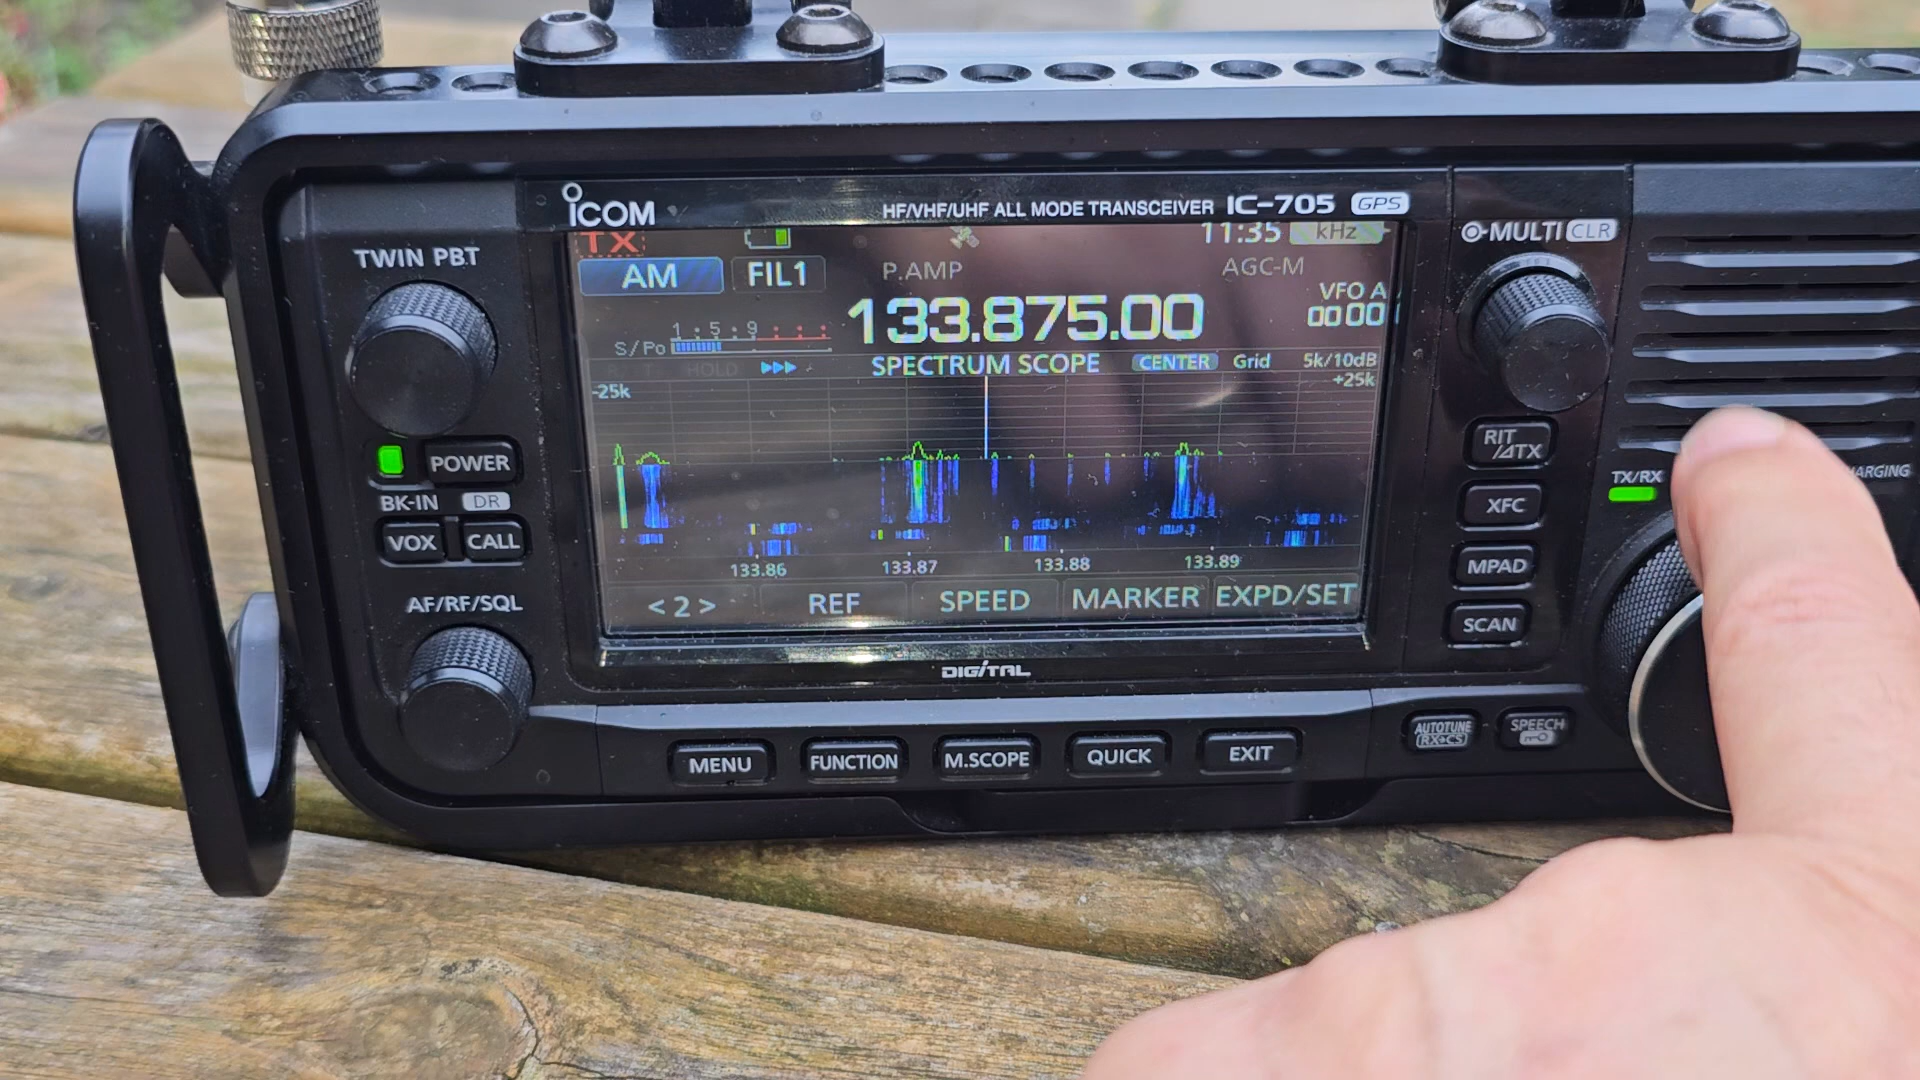 ICOM
HF/VHF/UHF ALL MODE TRANSCEIVER IC-705 GPS
TWIN PBT
MULTI CLR
TX
11:35 kHz
AM FIL1 P.AMP AGC-M
133.875.00
VFO A
00 00
1 5 9
S/Po
HOLD
SPECTRUM SCOPE CENTER Grid 5k/10dB
-25k +25k
133.86 133.87 133.88 133.89
<2> REF SPEED MARKER EXPD/SET
DIGITAL
POWER
BK-IN DR
VOX CALL
AF/RF/SQL
RIT
/⊿TX
TX/RX
ARGING
XFC
MPAD
SCAN
AUTOTUNE
RX→CS
SPEECH
MENU FUNCTION M.SCOPE QUICK EXIT